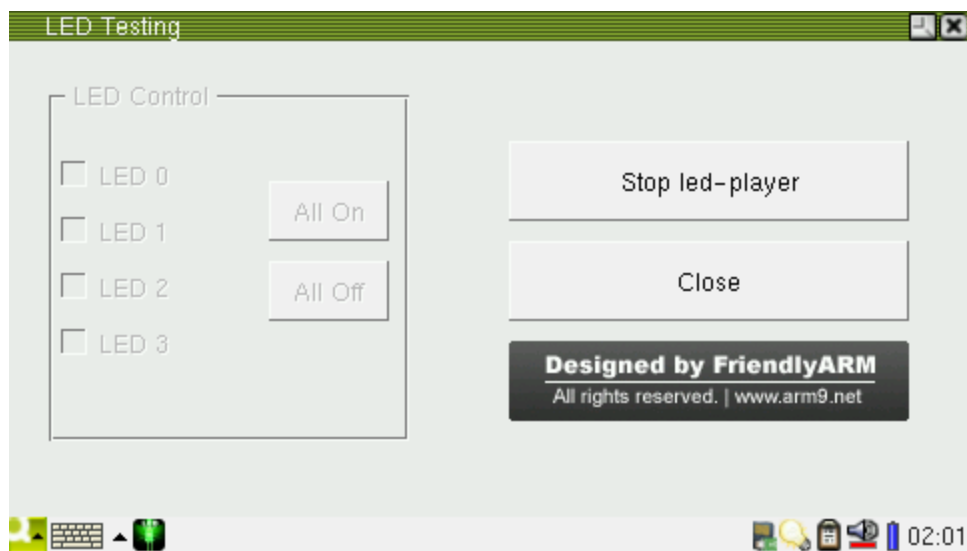 LED Testing
LED Control
LED 0
LED 1
LED 2
LED 3
All On
All Off
Stop led-player
Close
Designed by FriendlyARM
All rights reserved. | www.arm9.net
02:01